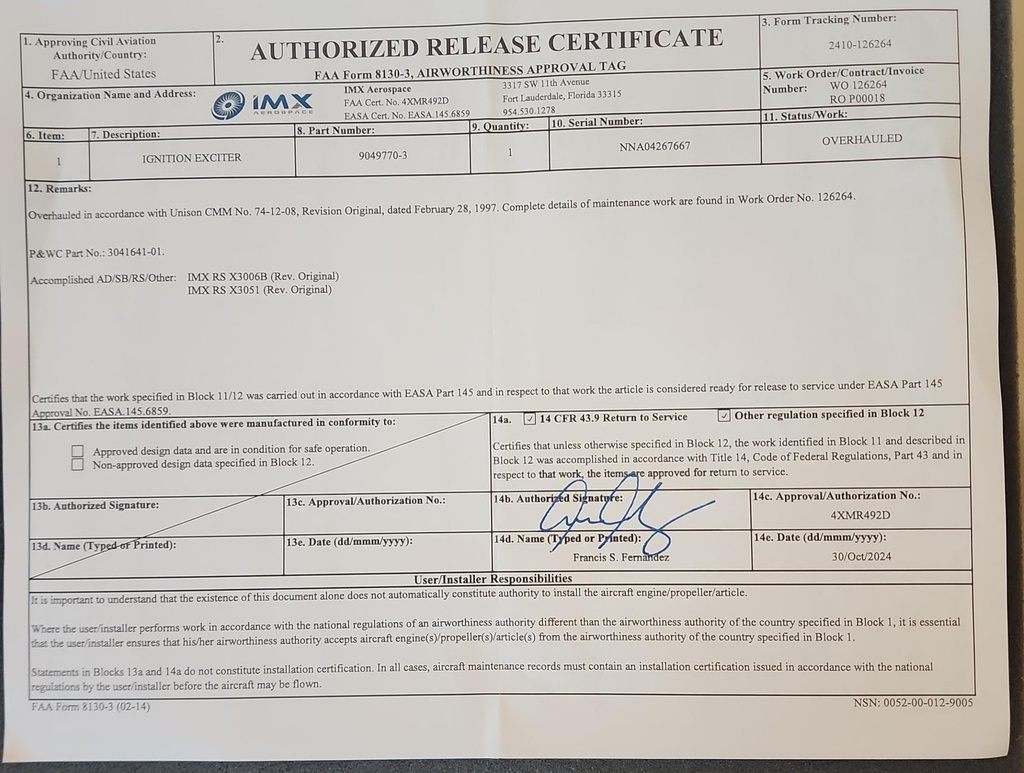 1. Approving Civil Aviation
Authority/Country:
FAA/United States
2.
AUTHORIZED RELEASE CERTIFICATE
FAA Form 8130-3, AIRWORTHINESS APPROVAL TAG
3. Form Tracking Number:
2410-126264
4. Organization Name and Address:
IMX
AEROSPACE
IMX Aerospace
FAA Cert. No. 4XMR492D
EASA Cert. No. EASA.145.6859
3317 SW 11th Avenue
Fort Lauderdale, Florida 33315
954.530.1278
5. Work Order/Contract/Invoice
Number: WO 126264
RO P00018
6. Item:
7. Description:
8. Part Number:
9. Quantity:
10. Serial Number:
11. Status/Work:
1
IGNITION EXCITER
9049770-3
1
NNA04267667
OVERHAULED
12. Remarks:
Overhauled in accordance with Unison CMM No. 74-12-08, Revision Original, dated February 28, 1997. Complete details of maintenance work are found in Work Order No. 126264.
P&WC Part No.: 3041641-01.
Accomplished AD/SB/RS/Other: IMX RS X3006B (Rev. Original)
IMX RS X3051 (Rev. Original)
Certifies that the work specified in Block 11/12 was carried out in accordance with EASA Part 145 and in respect to that work the article is considered ready for release to service under EASA Part 145
Approval No. EASA.145.6859.
13a. Certifies the items identified above were manufactured in conformity to:
Approved design data and are in condition for safe operation.
Non-approved design data specified in Block 12.
14a. 14 CFR 43.9 Return to Service
Other regulation specified in Block 12
Certifies that unless otherwise specified in Block 12, the work identified in Block 11 and described in
Block 12 was accomplished in accordance with Title 14, Code of Federal Regulations, Part 43 and in
respect to that work, the items are approved for return to service.
13b. Authorized Signature:
13c. Approval/Authorization No.:
14b. Authorized Signature:
14c. Approval/Authorization No.:
4XMR492D
13d. Name (Typed or Printed):
13e. Date (dd/mmm/yyyy):
14d. Name (Typed or Printed):
Francis S. Fernandez
14e. Date (dd/mmm/yyyy):
30/Oct/2024
User/Installer Responsibilities
It is important to understand that the existence of this document alone does not automatically constitute authority to install the aircraft engine/propeller/article.
Where the user/installer performs work in accordance with the national regulations of an airworthiness authority different than the airworthiness authority of the country specified in Block 1, it is essential
that the user/installer ensures that his/her airworthiness authority accepts aircraft engine(s)/propeller(s)/article(s) from the airworthiness authority of the country specified in Block 1.
Statements in Blocks 13a and 14a do not constitute installation certification. In all cases, aircraft maintenance records must contain an installation certification issued in accordance with the national
regulations by the user/installer before the aircraft may be flown.
FAA Form 8130-3 (02-14)
NSN: 0052-00-012-9005